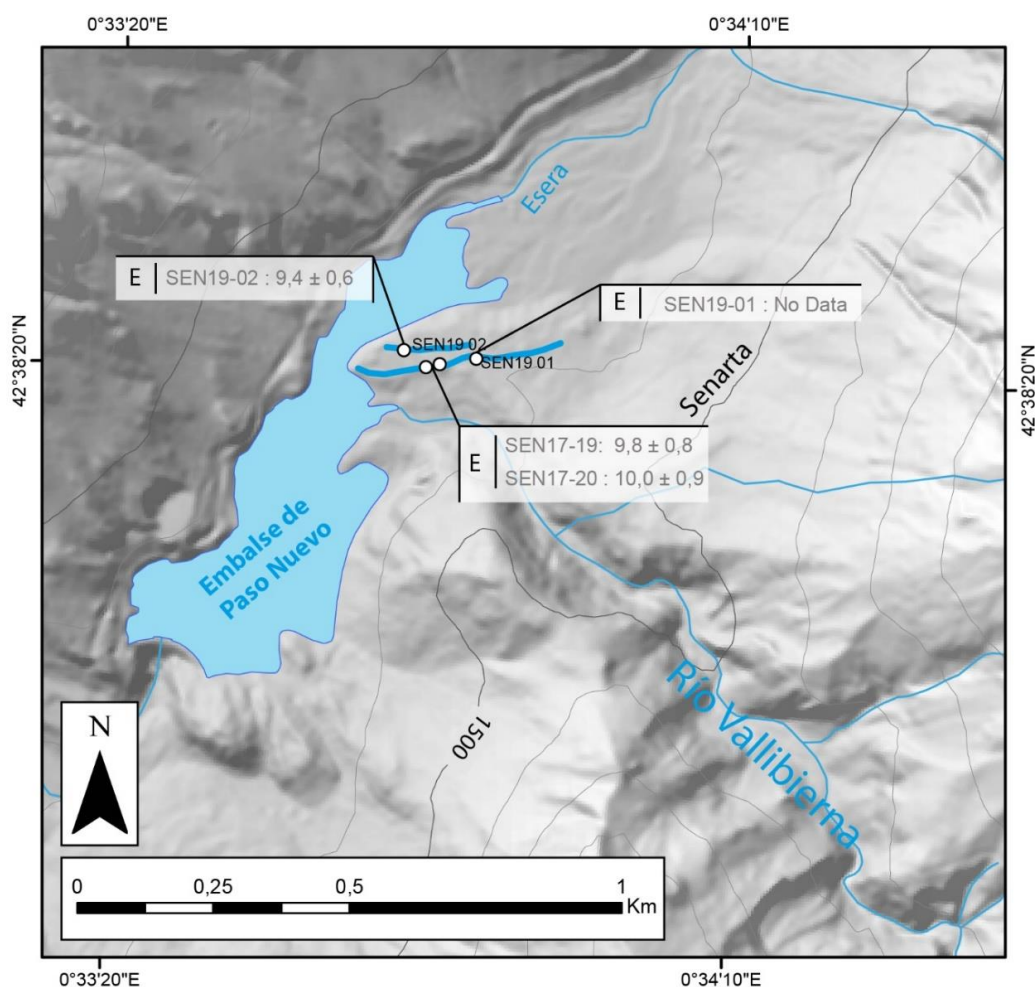 0°33'20"E
0°34'10"E
Esera
E
SEN19-02 : 9,4 ± 0,6
E
SEN19-01 : No Data
42°38'20"N
SEN19 02
SEN19 01
42°38'20"N
Senarta
E
SEN17-19: 9,8 ± 0,8
SEN17-20 : 10,0 ± 0,9
Embalse de
Paso Nuevo
1500
Río Vallibierna
N
0
0,25
0,5
1
Km
0°33'20"E
0°34'10"E